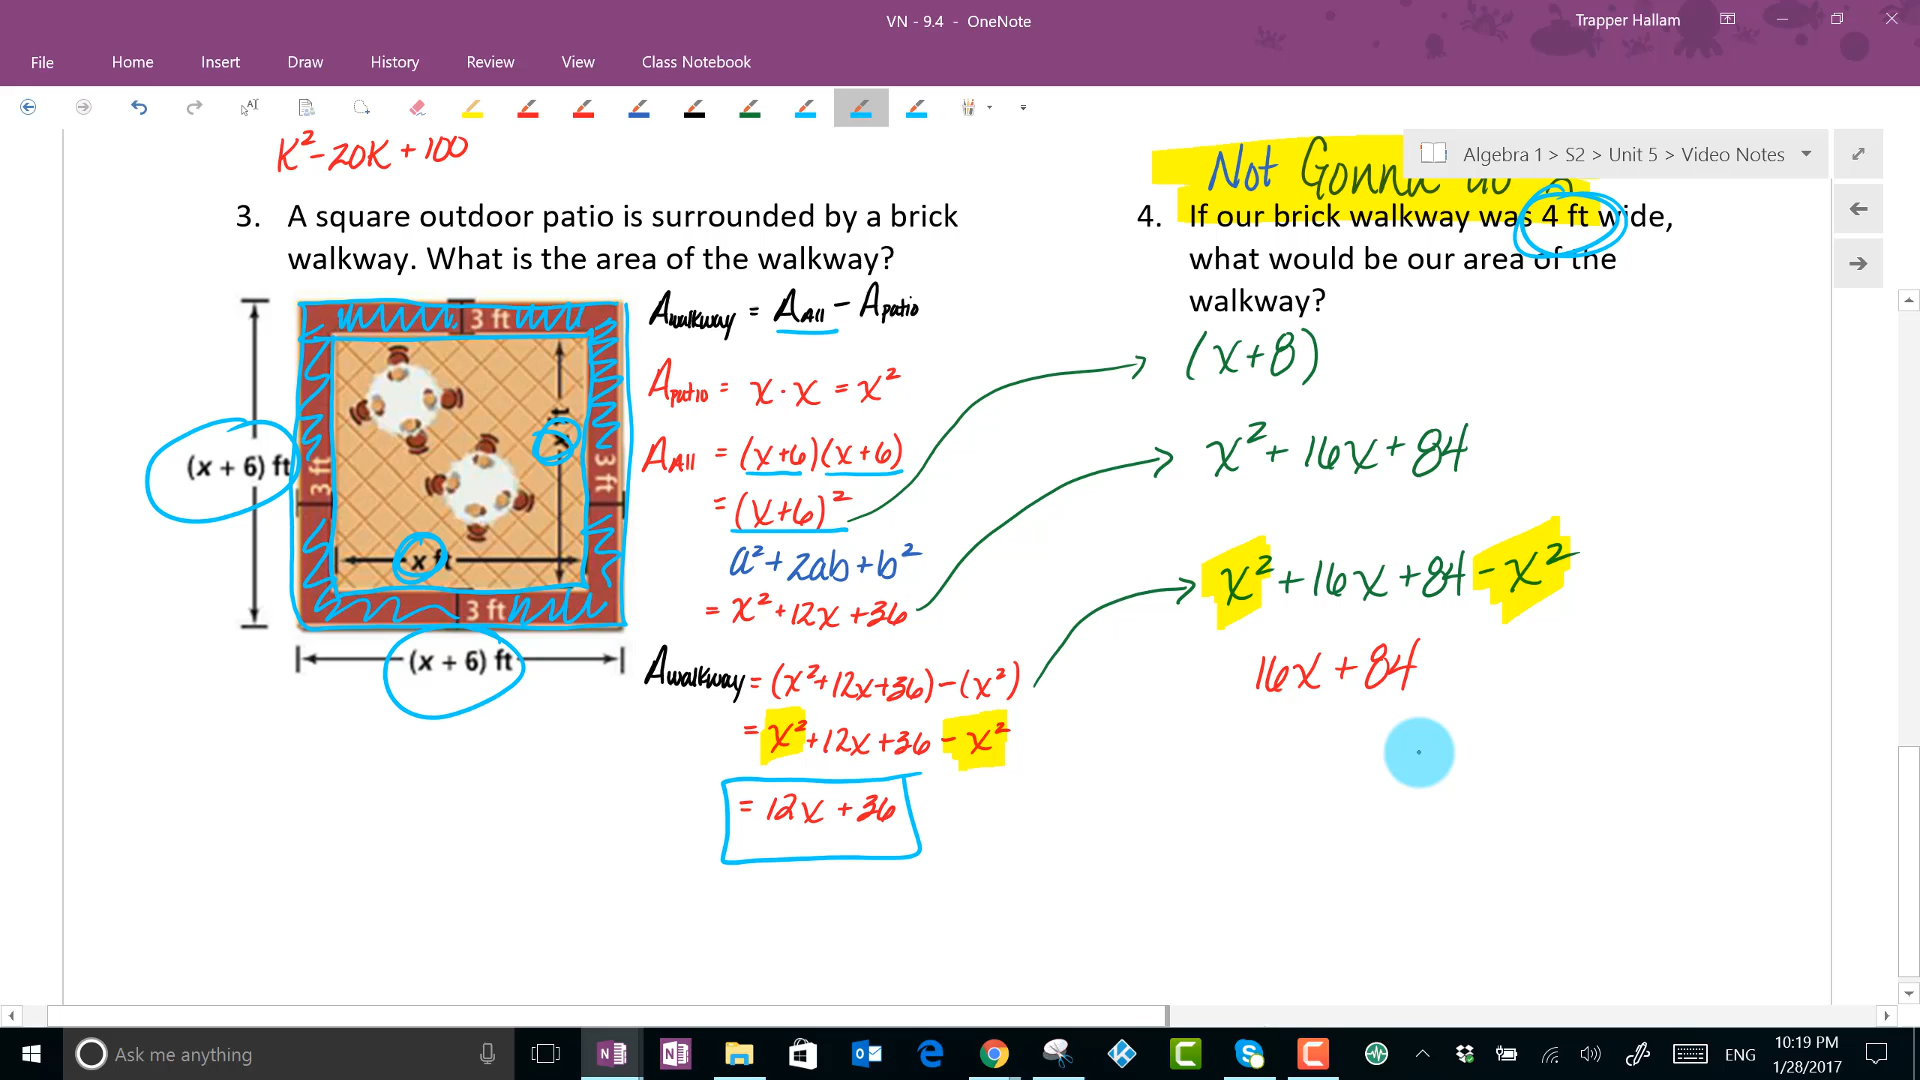 VN - 9.4 - OneNote
Trapper Hallam
File Home Insert Draw History Review View Class Notebook
Algebra 1 > S2 > Unit 5 > Video Notes
K² - 20K + 100
3. A square outdoor patio is surrounded by a brick
walkway. What is the area of the walkway?
3 ft
3 ft
3 ft
3 ft
x ft
(x + 6) ft
(x + 6) ft
A walkway = A All - A patio
A patio = x · x = x²
A All = (x+6)(x+6)
= (x+6)²
a² + 2ab + b²
= x² + 12x + 36
A walkway = (x² + 12x + 36) - (x²)
= x² + 12x + 36 - x²
= 12x + 36
Not Gonna do
4. If our brick walkway was 4 ft wide,
what would be our area of the
walkway?
(x+8)
x² + 16x + 84
x² + 16x + 84 - x²
16x + 84
Ask me anything
ENG
10:19 PM
1/28/2017